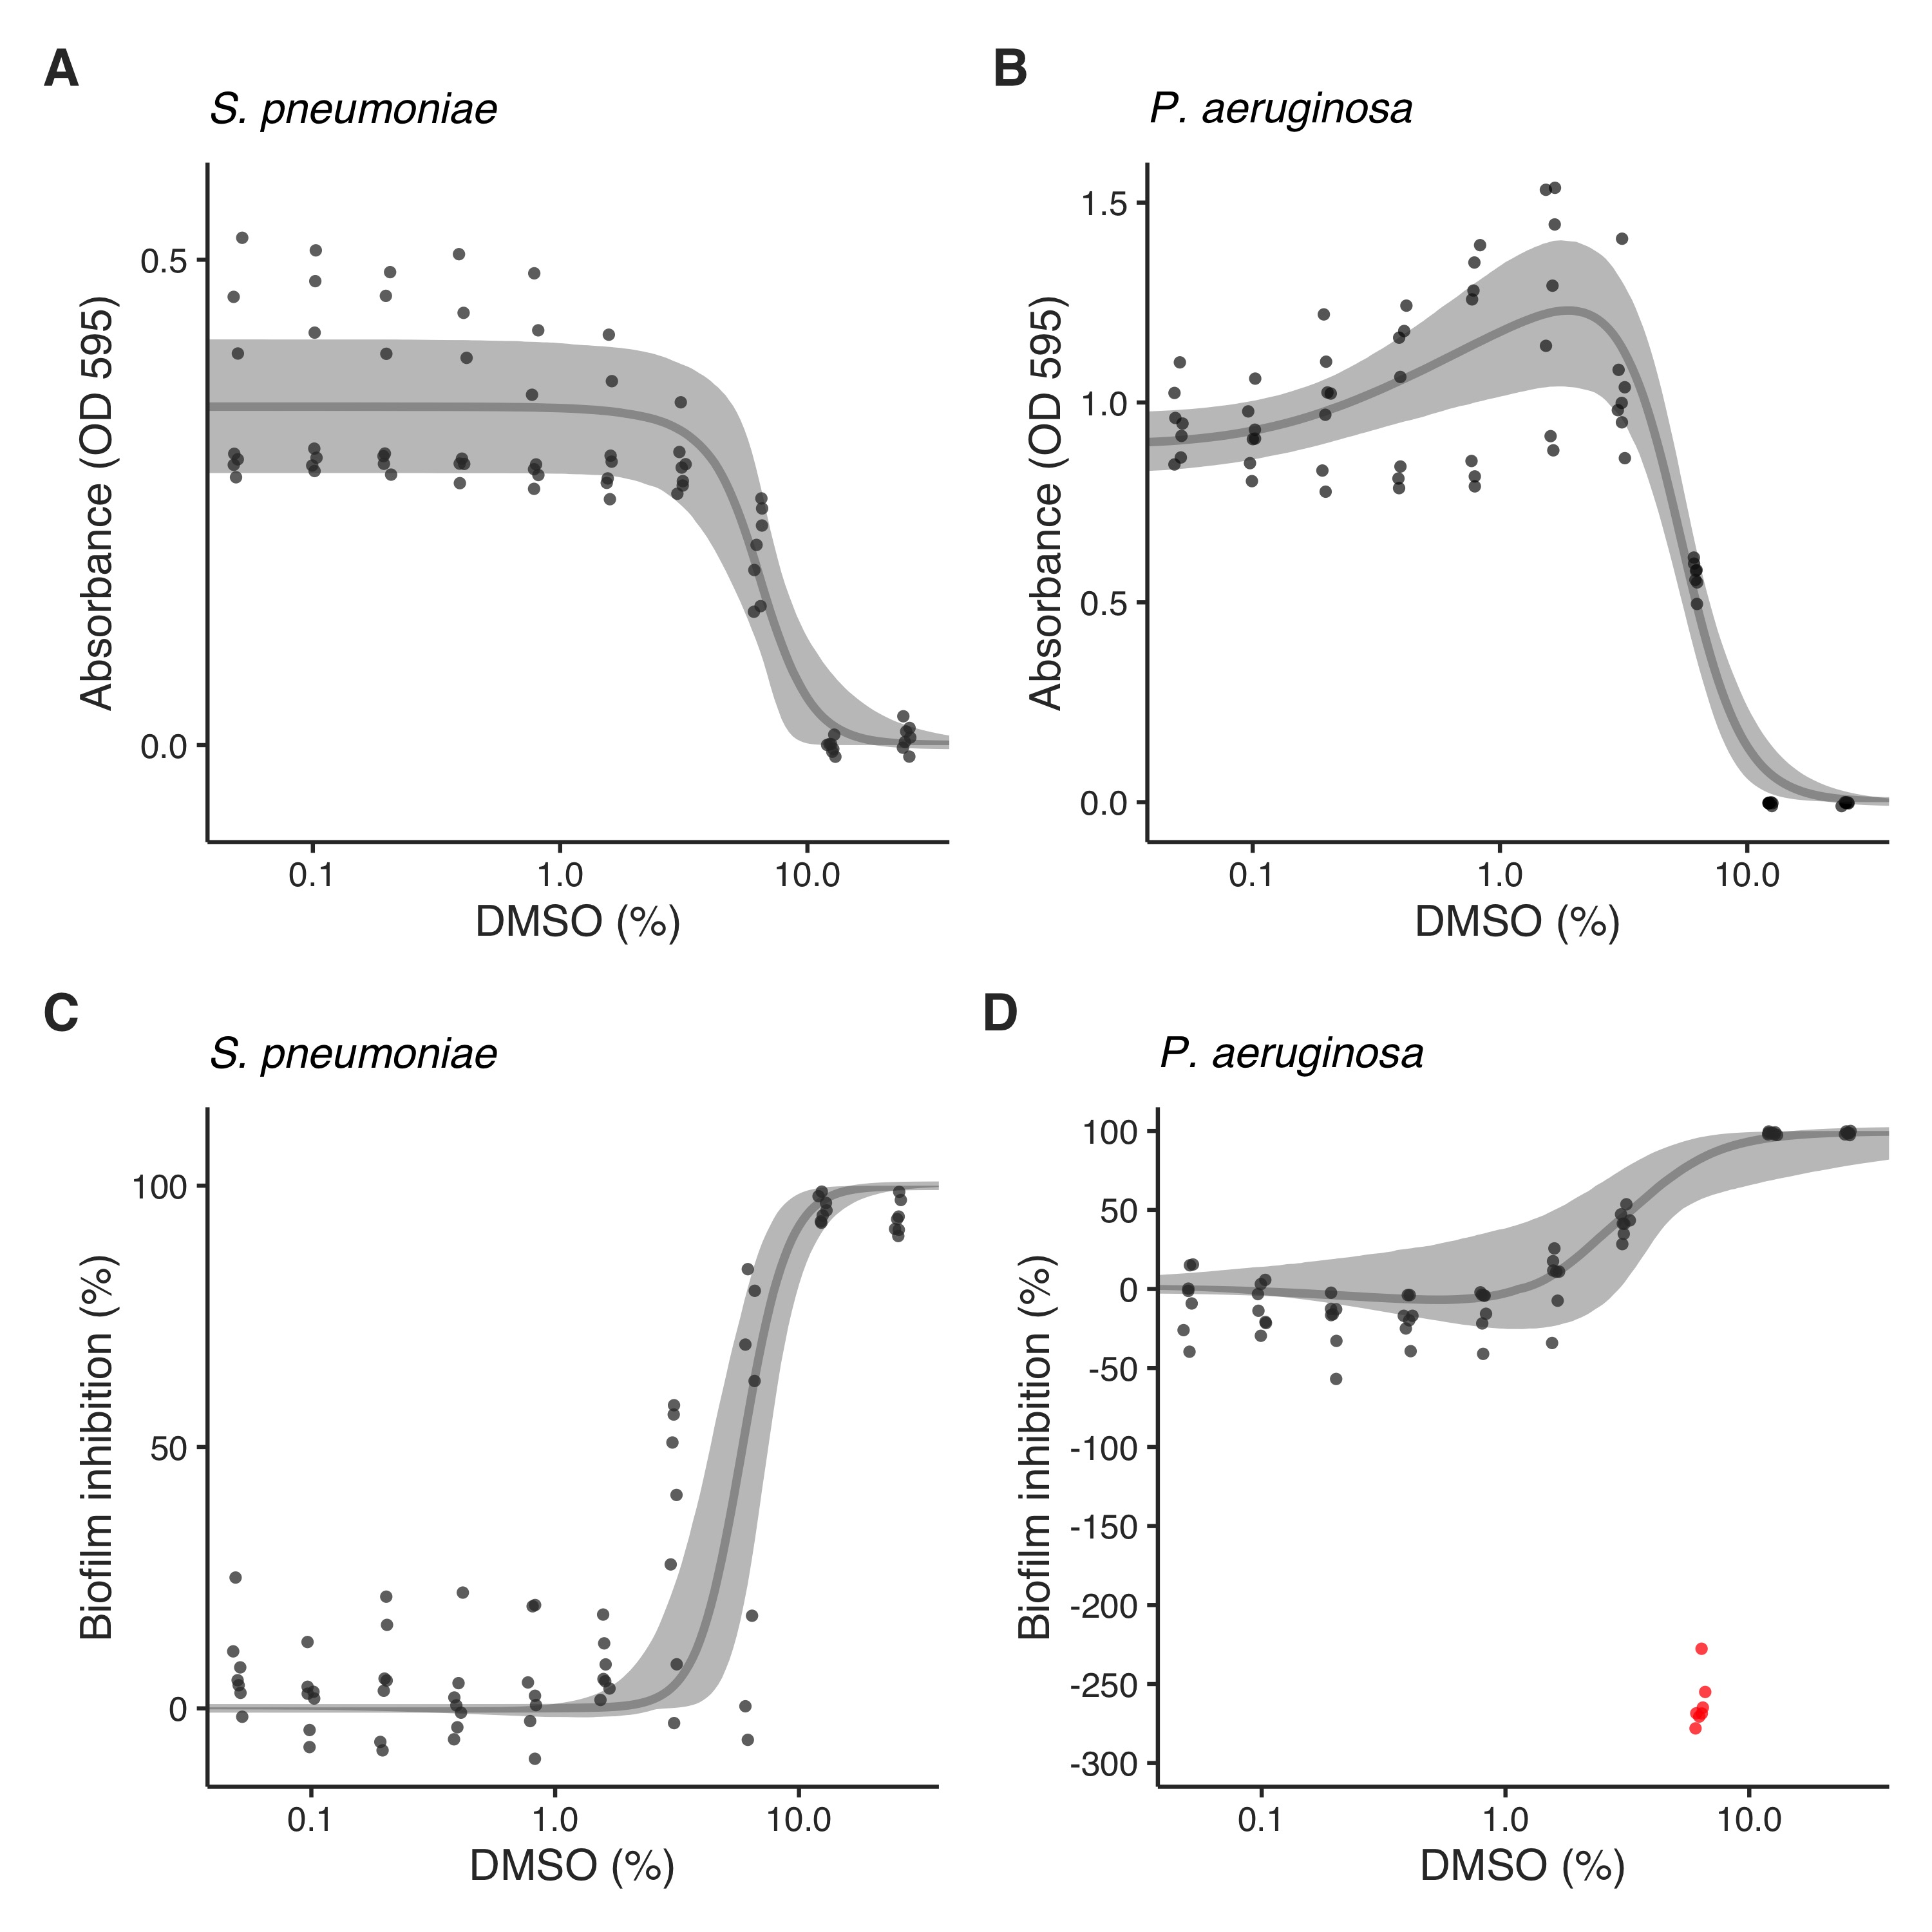 A
S. pneumoniae
Absorbance (OD 595)
0.5
0.0
0.1 1.0 10.0
DMSO (%)
B
P. aeruginosa
Absorbance (OD 595)
1.5
1.0
0.5
0.0
0.1 1.0 10.0
DMSO (%)
C
S. pneumoniae
Biofilm inhibition (%)
100
50
0
0.1 1.0 10.0
DMSO (%)
D
P. aeruginosa
Biofilm inhibition (%)
100
50
0
-50
-100
-150
-200
-250
-300
0.1 1.0 10.0
DMSO (%)